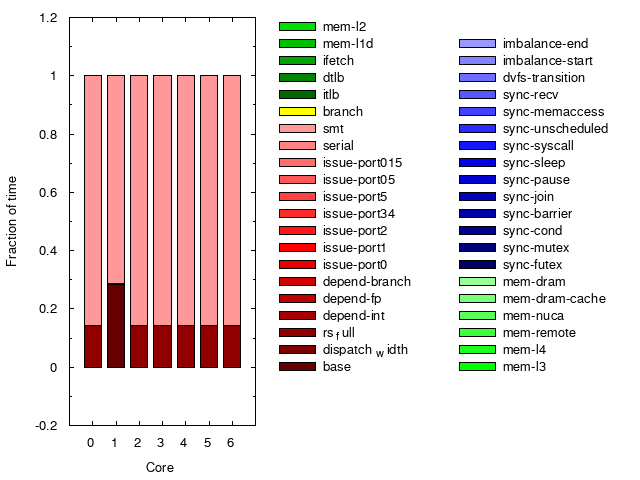 1.2
1
0.8
0.6
0.4
0.2
0
-0.2
Fraction of time
0 1 2 3 4 5 6
Core
mem-l2
mem-l1d
ifetch
dtlb
itlb
branch
smt
serial
issue-port015
issue-port05
issue-port5
issue-port34
issue-port2
issue-port1
issue-port0
depend-branch
depend-fp
depend-int
rs f ull
dispatch w idth
base
imbalance-end
imbalance-start
dvfs-transition
sync-recv
sync-memaccess
sync-unscheduled
sync-syscall
sync-sleep
sync-pause
sync-join
sync-barrier
sync-cond
sync-mutex
sync-futex
mem-dram
mem-dram-cache
mem-nuca
mem-remote
mem-l4
mem-l3